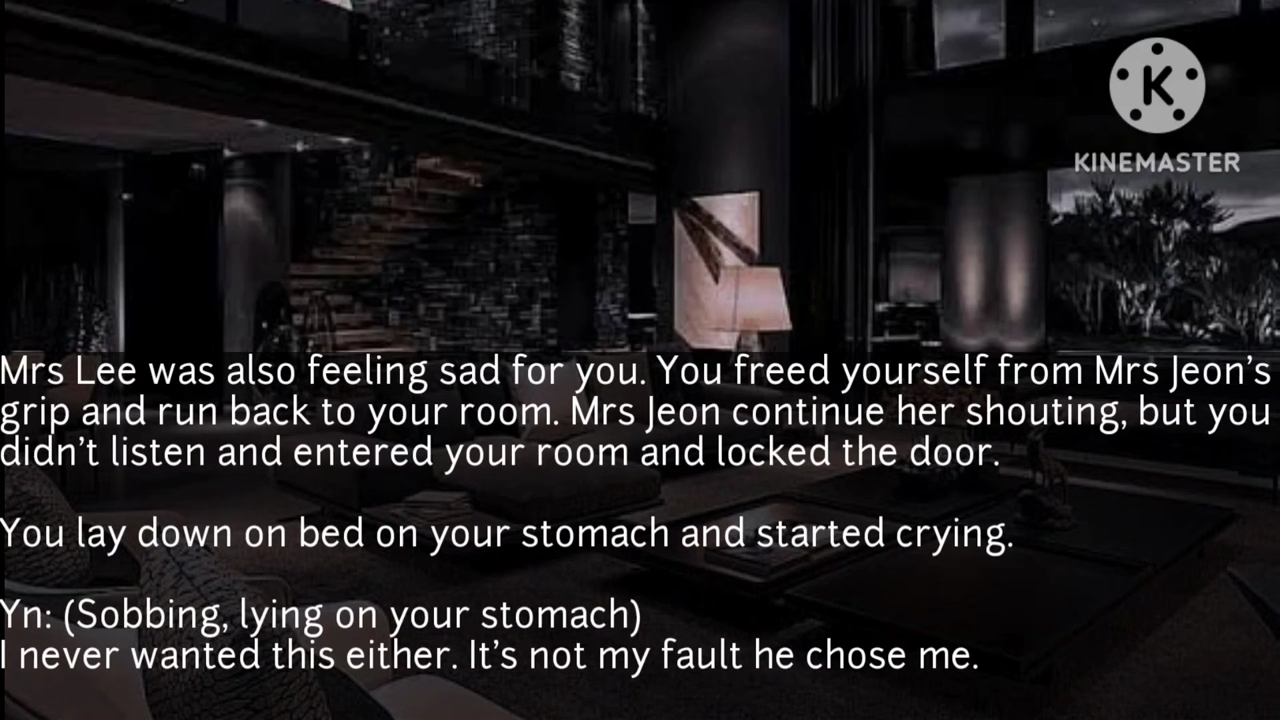 KINEMASTER
Mrs Lee was also feeling sad for you. You freed yourself from Mrs Jeon’s
grip and run back to your room. Mrs Jeon continue her shouting, but you
didn’t listen and entered your room and locked the door.
You lay down on bed on your stomach and started crying.
Yn: (Sobbing, lying on your stomach)
I never wanted this either. It’s not my fault he chose me.